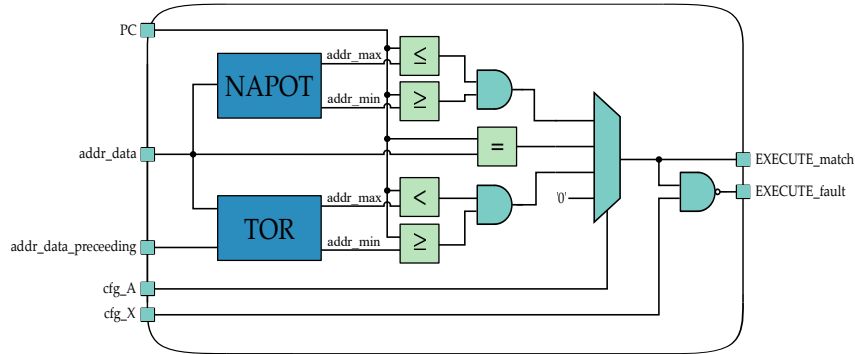 PC
addr_max
≤
NAPOT
addr_min
≥
addr_data
=
EXECUTE_match
EXECUTE_fault
addr_max
<
'0'
TOR
addr_min
≥
addr_data_preceeding
cfg_A
cfg_X